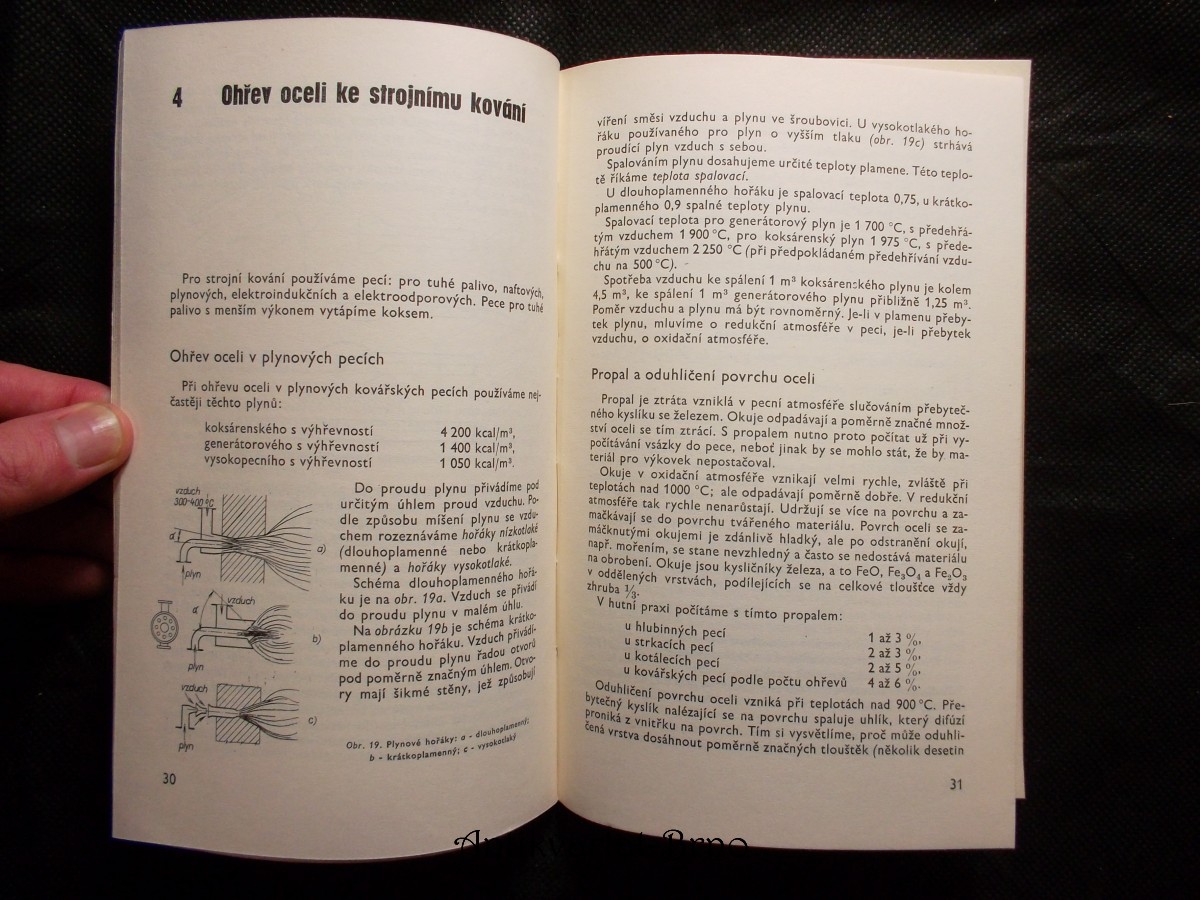 4 Ohřev oceli ke strojnímu kování
Pro strojní kování používáme pecí: pro tuhé palivo, naftových,
plynových, elektroindukčních a elektroodporových. Pece pro tuhé
palivo s menším výkonem vytápíme koksem.
Ohřev oceli v plynových pecích
Při ohřevu oceli v plynových kovářských pecích používáme nej-
častěji těchto plynů:
koksárenského s výhřevností 4 200 kcal/m³,
generátorového s výhřevností 1 400 kcal/m³,
vysokopecního s výhřevností 1 050 kcal/m³.
vzduch
300-400°C
α
plyn
a)
α
vzduch
plyn
b)
vzduch
plyn
c)
Do proudu plynu přivádíme pod
určitým úhlem proud vzduchu. Po-
dle způsobu míšení plynu se vzdu-
chem rozeznáváme hořáky nízkotlaké
(dlouhoplamenné nebo krátkopla-
menné) a hořáky vysokotlaké.
Schéma dlouhoplamenného hořá-
ku je na obr. 19a. Vzduch se přivádí
do proudu plynu v malém úhlu.
Na obrázku 19b je schéma krátko-
plamenného hořáku. Vzduch přivádí-
me do proudu plynu řadou otvorů
pod poměrně značným úhlem. Otvo-
ry mají šikmé stěny, jež způsobují
Obr. 19. Plynové hořáky: a - dlouhoplamenný;
b - krátkoplamenný; c - vysokotlaký
30
víření směsi vzduchu a plynu ve šroubovici. U vysokotlakého ho-
řáku používaného pro plyn o vyšším tlaku (obr. 19c) strhává
proudící plyn vzduch s sebou.
Spalováním plynu dosahujeme určité teploty plamene. Této teplo-
tě říkáme teplota spalovací.
U dlouhoplamenného hořáku je spalovací teplota 0,75, u krátko-
plamenného 0,9 spalné teploty plynu.
Spalovací teplota pro generátorový plyn je 1 700 °C, s předehřá-
tým vzduchem 1 900 °C, pro koksárenský plyn 1 975 °C, s přede-
hřátým vzduchem 2 250 °C (při předpokládaném předehřívání vzdu-
chu na 500 °C).
Spotřeba vzduchu ke spálení 1 m³ koksárenského plynu je kolem
4,5 m³, ke spálení 1 m³ generátorového plynu přibližně 1,25 m³.
Poměr vzduchu a plynu má být rovnoměrný. Je-li v plamenu přeby-
tek plynu, mluvíme o redukční atmosféře v peci, je-li přebytek
vzduchu, o oxidační atmosféře.
Propal a oduhličení povrchu oceli
Propal je ztráta vzniklá v pecní atmosféře slučováním přebyteč-
ného kyslíku se železem. Okuje odpadávají a poměrně značné množ-
ství oceli se tím ztrácí. S propalem nutno proto počítat už při vy-
počítávání vsázky do pece, neboť jinak by se mohlo stát, že by ma-
teriál pro výkovek nepostačoval.
Okuje v oxidační atmosféře vznikají velmi rychle, zvláště při
teplotách nad 1000 °C; ale odpadávají poměrně dobře. V redukční
atmosféře tak rychle nenarůstají. Udržují se více na povrchu a za-
mačkávají se do povrchu tvářeného materiálu. Povrch oceli se za-
máčknutými okujemi je zdánlivě hladký, ale po odstranění okují,
např. mořením, se stane nevzhledný a často se nedostává materiálu
na obrobení. Okuje jsou kysličníky železa, a to FeO, Fe₃O₄ a Fe₂O₃
v oddělených vrstvách, podílejících se na celkové tloušťce vždy
zhruba ⅓.
V hutní praxi počítáme s tímto propalem:
u hlubinných pecí 1 až 3 %,
u strkacích pecí 2 až 3 %,
u kotálecích pecí 2 až 5 %,
u kovářských pecí podle počtu ohřevů 4 až 6 %.
Oduhličení povrchu oceli vzniká při teplotách nad 900 °C. Pře-
bytečný kyslík nalézající se na povrchu spaluje uhlík, který difúzí
proniká z vnitřku na povrch. Tím si vysvětlíme, proč může oduhli-
čená vrstva dosáhnout poměrně značných tlouštěk (několik desetin
31